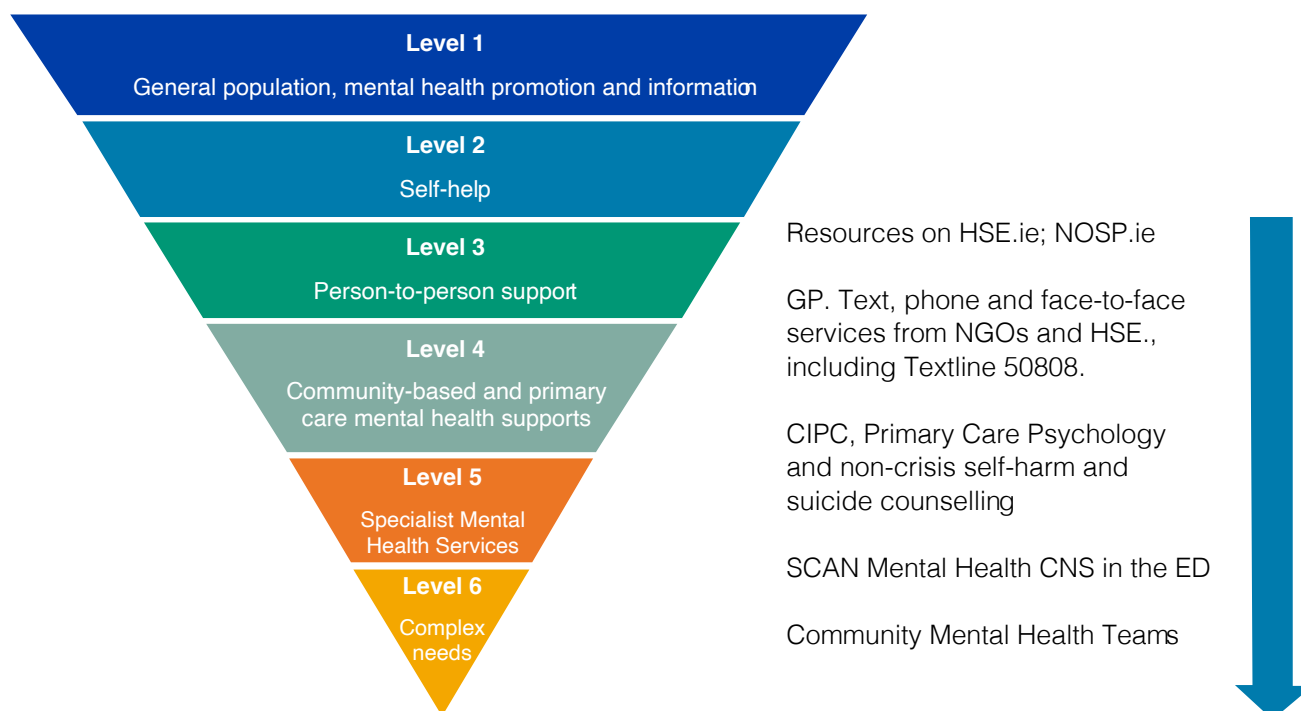 Level 1
General population, mental health promotion and information
Level 2
Self-help
Level 3
Person-to-person support
Level 4
Community-based and primary
care mental health supports
Level 5
Specialist Mental
Health Services
Level 6
Complex
needs
Resources on HSE.ie; NOSP.ie
GP. Text, phone and face-to-face
services from NGOs and HSE.,
including Textline 50808.
CIPC, Primary Care Psychology
and non-crisis self-harm and
suicide counselling
SCAN Mental Health CNS in the ED
Community Mental Health Teams